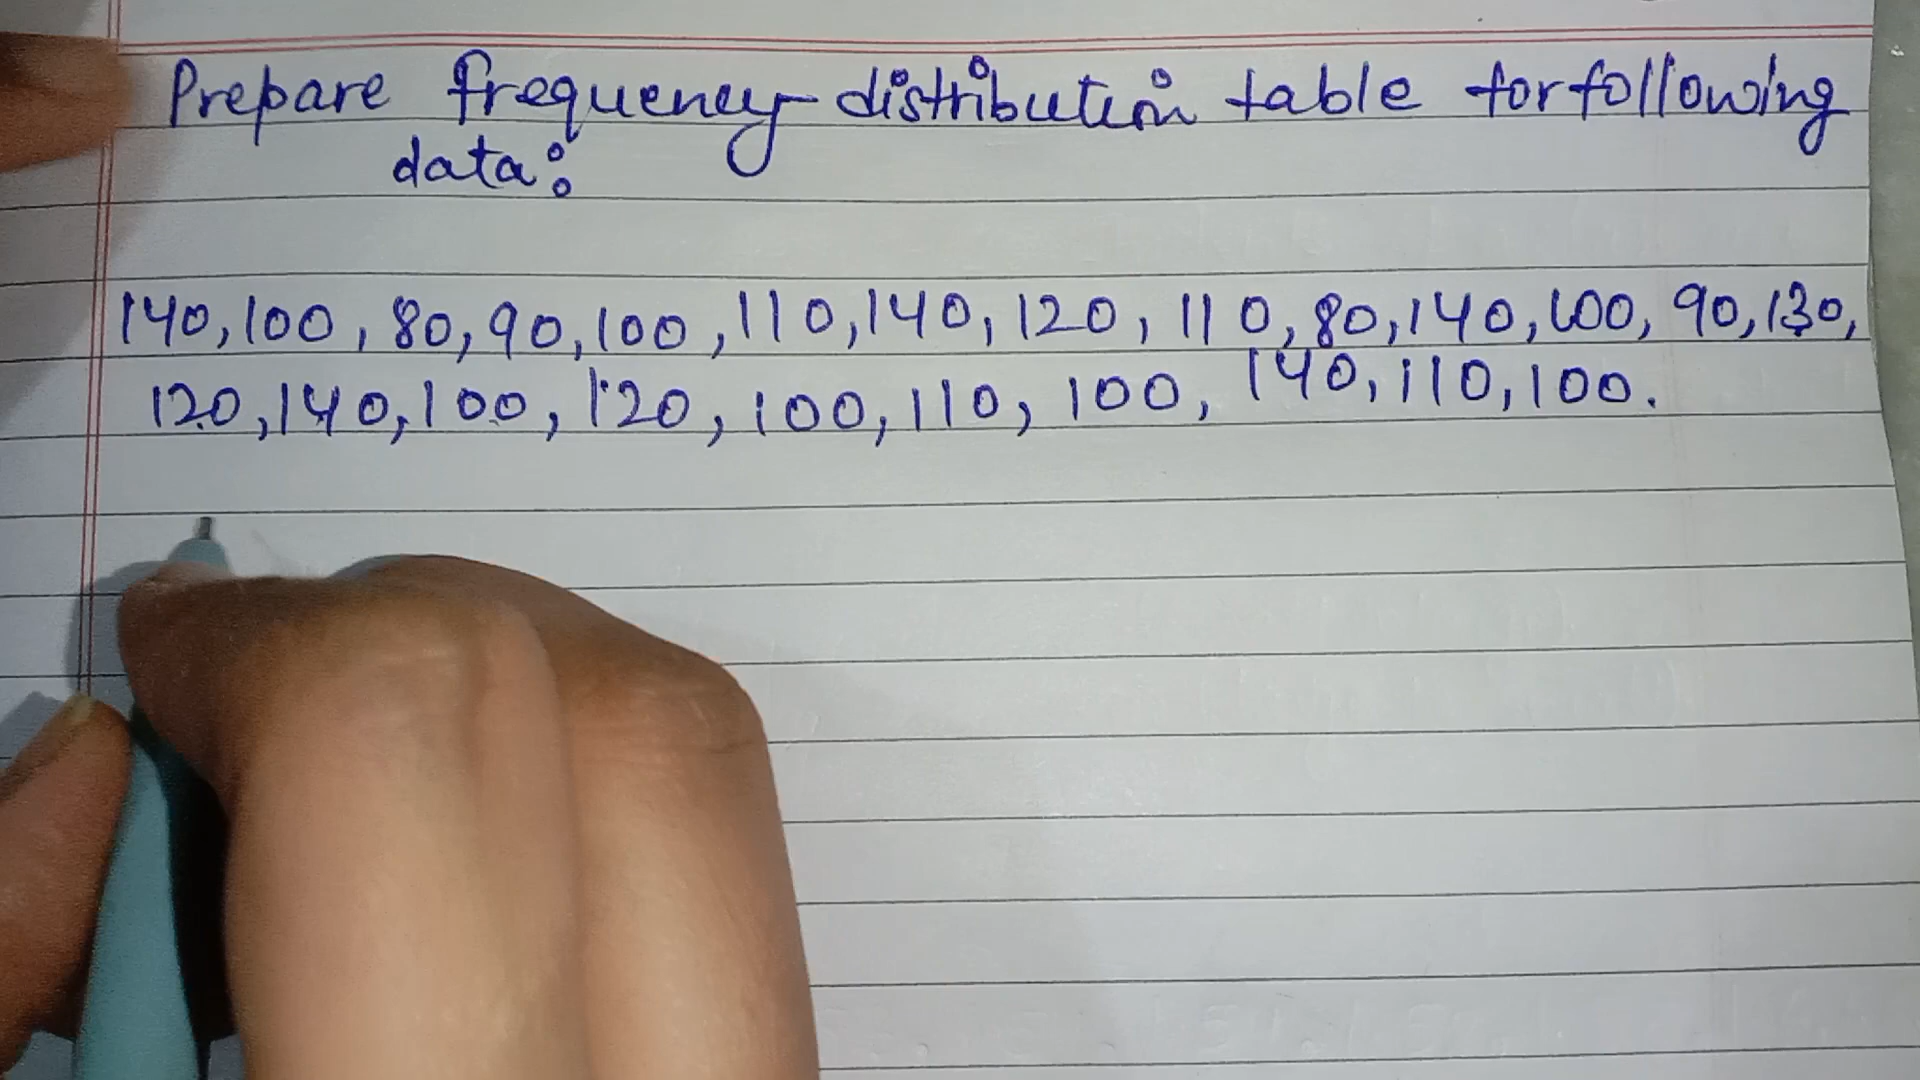 Prepare frequency distribution table for following
data:
140, 100, 80, 90, 100, 110, 140, 120, 110, 80, 140, 100, 90, 130,
120, 140, 100, 120, 100, 110, 100, 140, 110, 100.